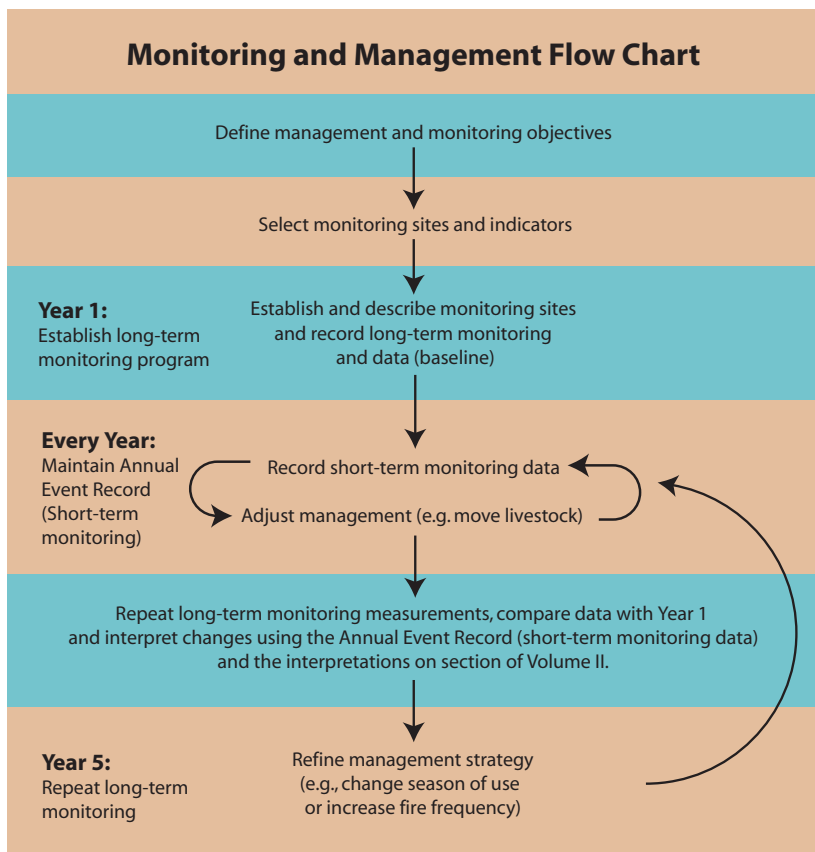 Monitoring and Management Flow Chart
Define management and monitoring objectives
Select monitoring sites and indicators
Year 1:
Establish long-term
monitoring program
Establish and describe monitoring sites
and record long-term monitoring
and data (baseline)
Every Year:
Maintain Annual
Event Record
(Short-term
monitoring)
Record short-term monitoring data
Adjust management (e.g. move livestock)
Repeat long-term monitoring measurements, compare data with Year 1
and interpret changes using the Annual Event Record (short-term monitoring data)
and the interpretations on section of Volume II.
Year 5:
Repeat long-term
monitoring
Refine management strategy
(e.g., change season of use
or increase fire frequency)